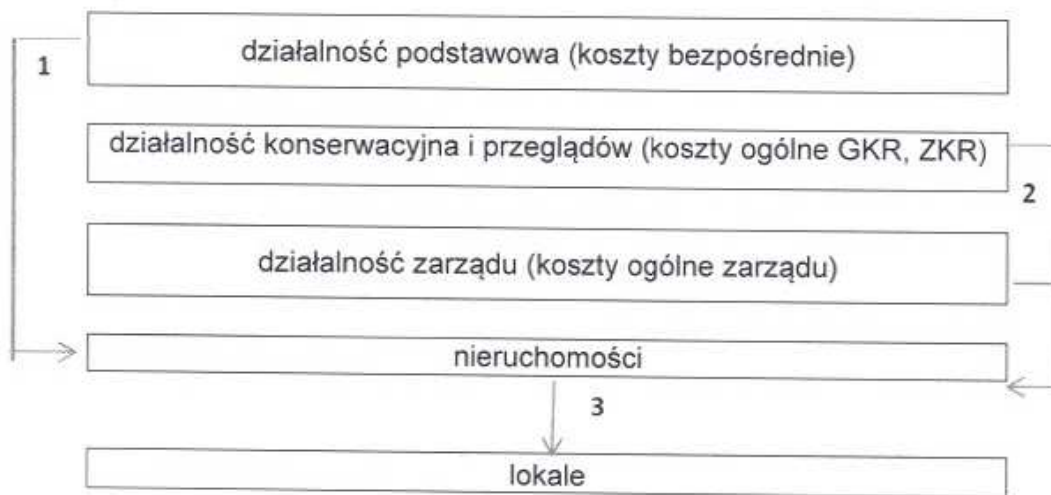 1
działalność podstawowa (koszty bezpośrednie)
działalność konserwacyjna i przeglądów (koszty ogólne GKR, ZKR)
2
działalność zarządu (koszty ogólne zarządu)
nieruchomości
3
lokale